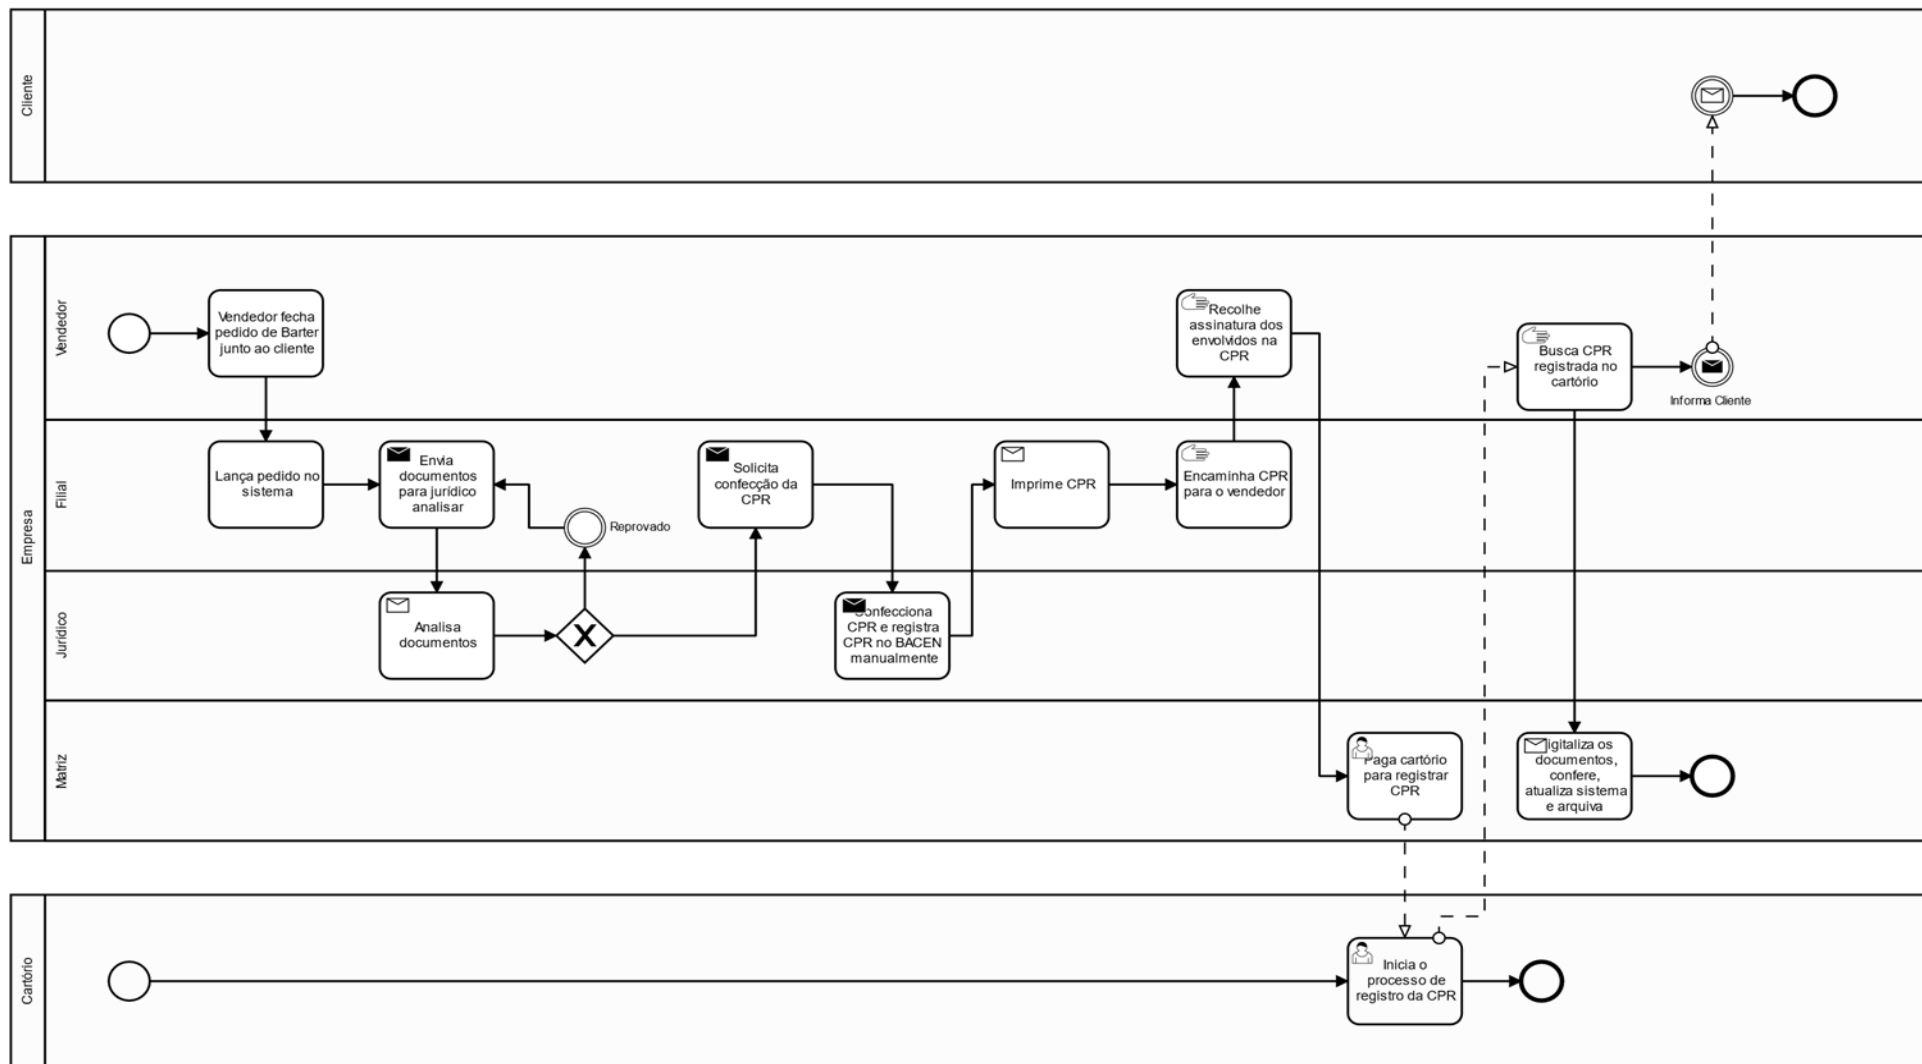 Cliente
Empresa
Vendedor
Vendedor fecha
pedido de Barter
junto ao cliente
Recolhe
assinatura dos
envolvidos na
CPR
Busca CPR
registrada no
cartório
Informa Cliente
Filial
Lança pedido no
sistema
Envia
documentos
para jurídico
analisar
Reprovado
Solicita
confecção da
CPR
Imprime CPR
Encaminha CPR
para o vendedor
Jurídico
Analisa
documentos
X
Confecciona
CPR e registra
CPR no BACEN
manualmente
Matriz
Paga cartório
para registrar
CPR
igitaliza os
documentos,
confere,
atualiza sistema
e arquiva
Cartório
Inicia o
processo de
registro da CPR